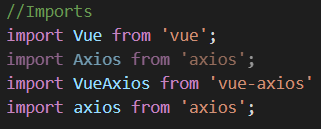 //Imports
import Vue from 'vue';
import Axios from 'axios';
import VueAxios from 'vue-axios'
import axios from 'axios';